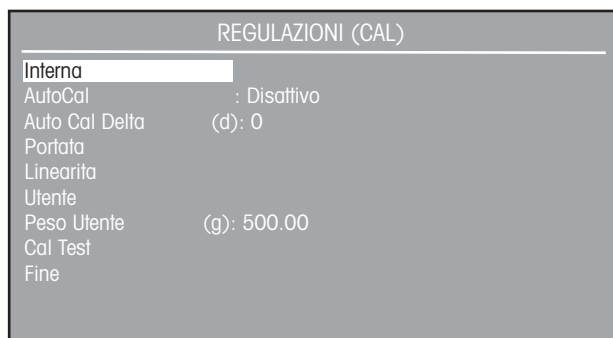 REGULAZIONI (CAL)
Interna
AutoCal : Disattivo
Auto Cal Delta (d): 0
Portata
Linearita
Utente
Peso Utente (g): 500.00
Cal Test
Fine